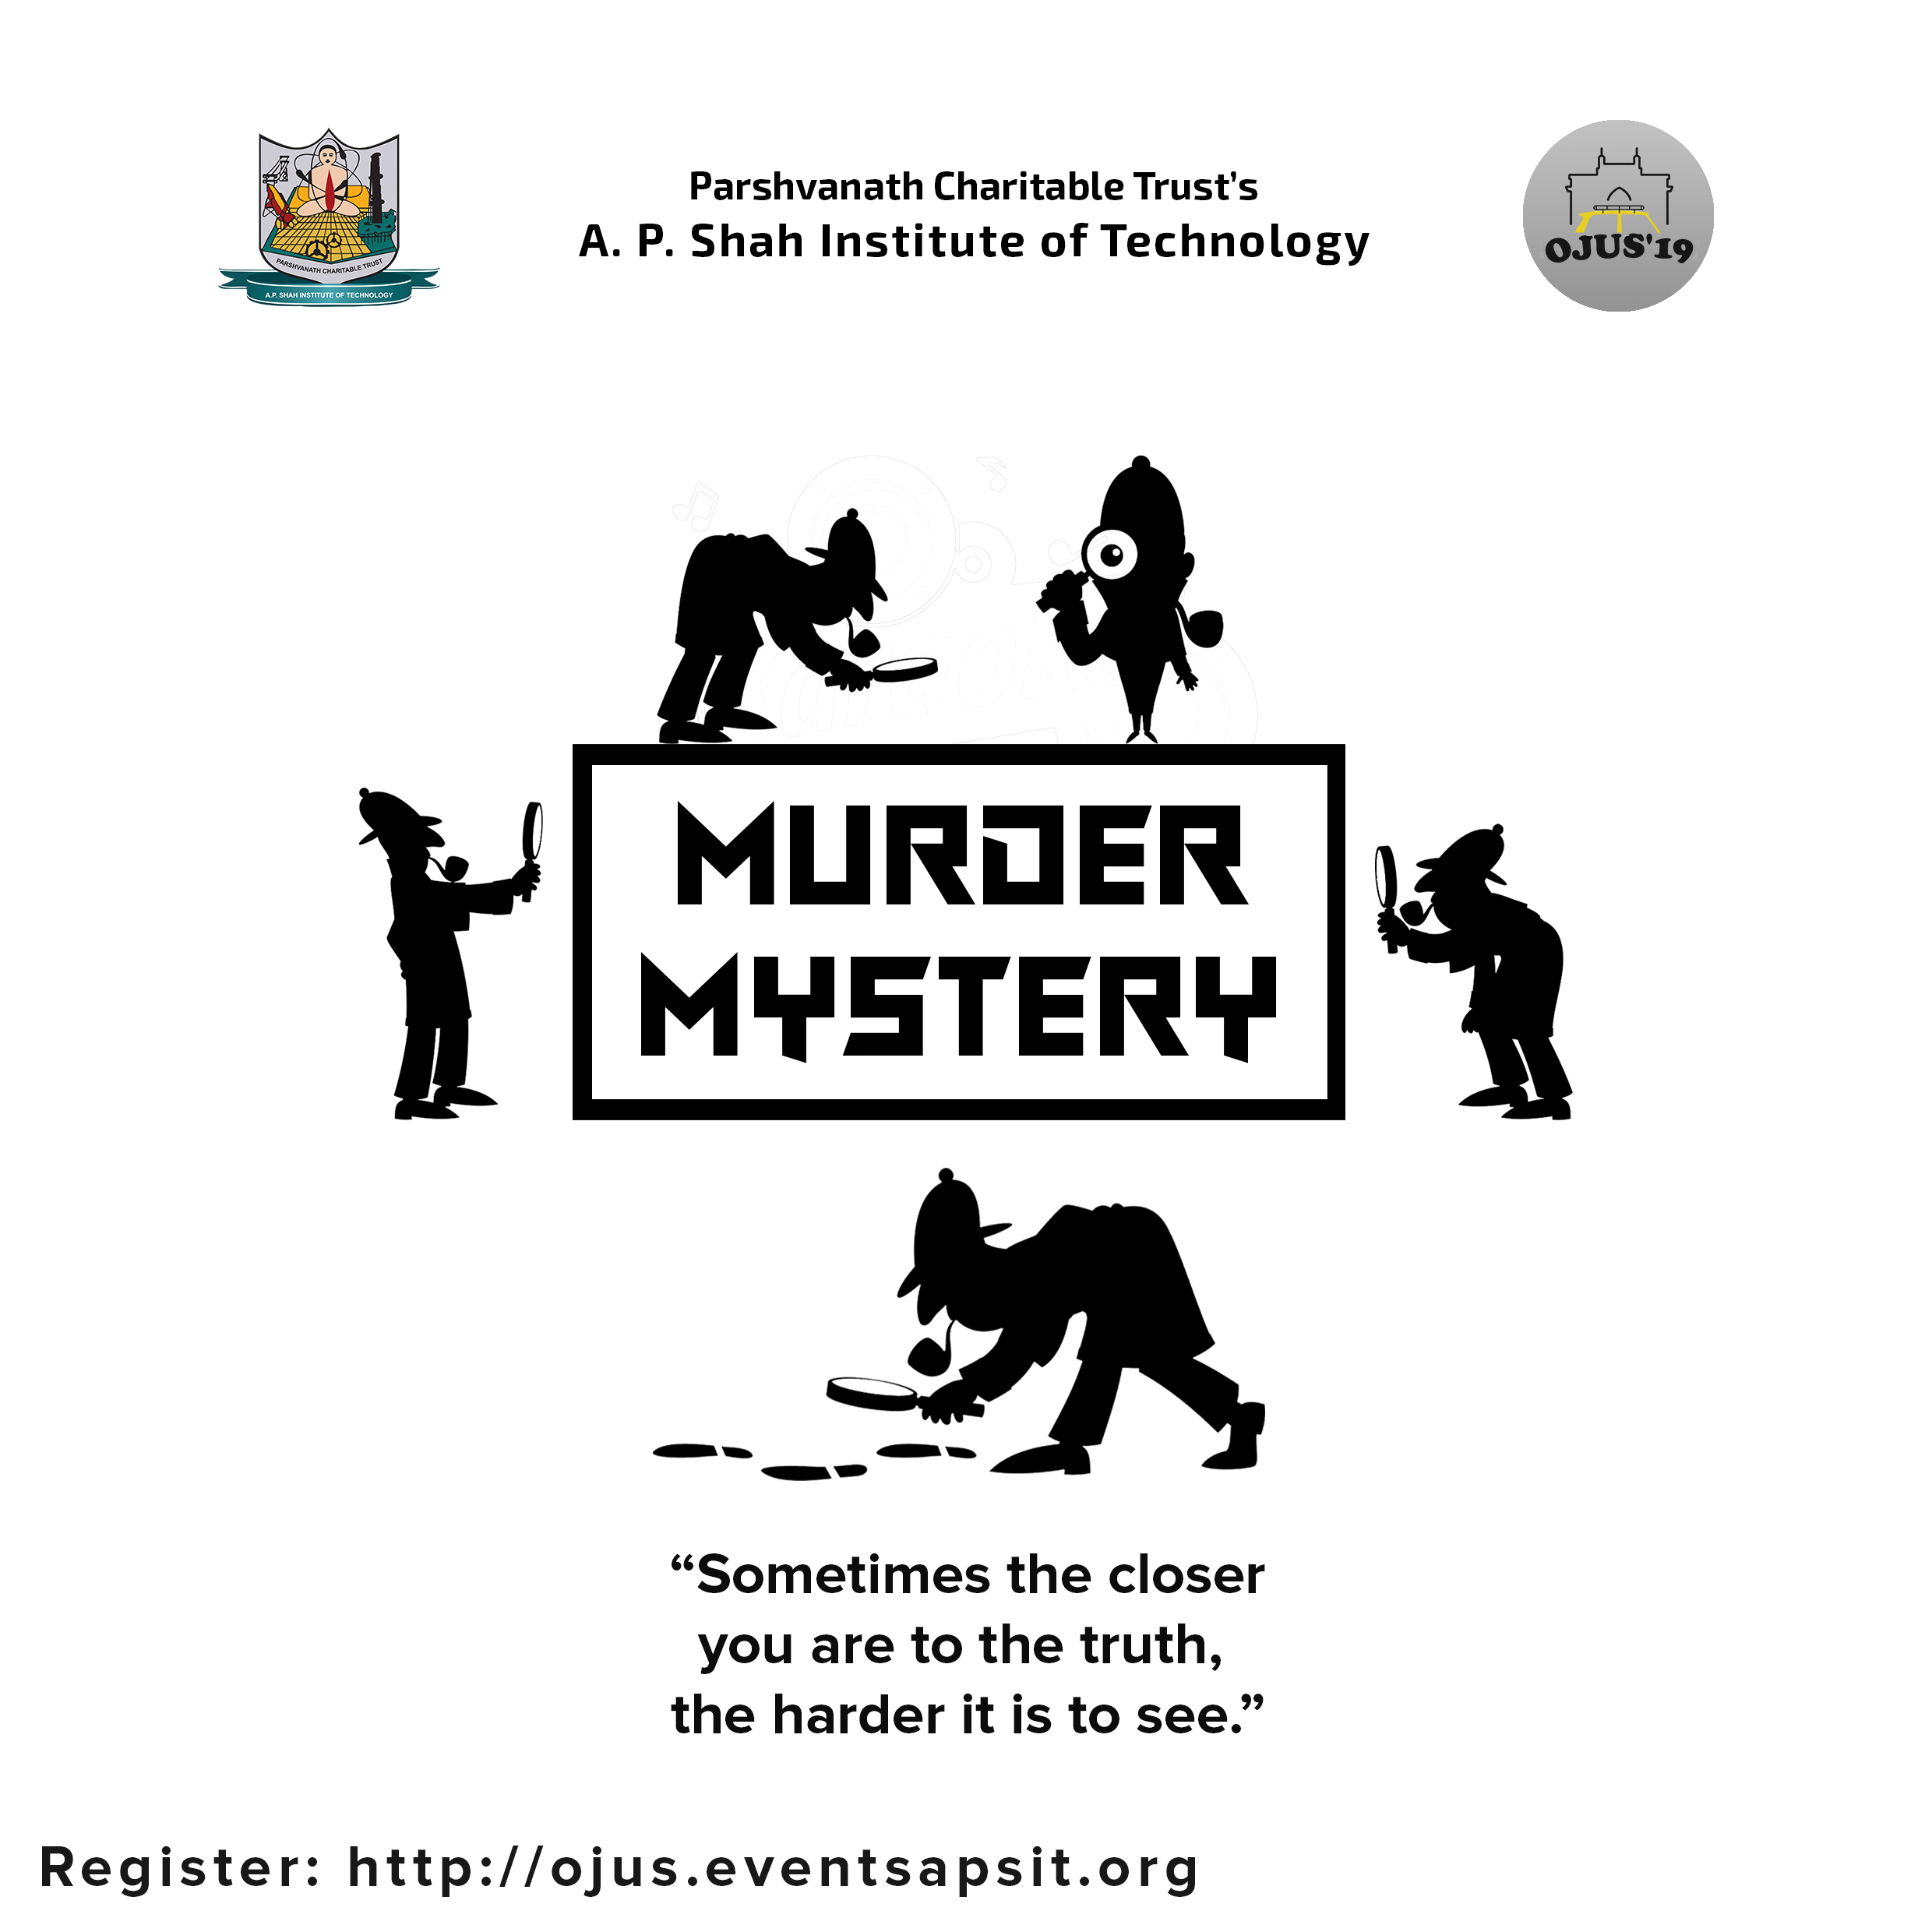 Parshvanath Charitable Trust’s
A. P. Shah Institute of Technology
PARSHVANATH CHARITABLE TRUST
A.P. SHAH INSTITUTE OF TECHNOLOGY
OJUS'19
MURDER
MYSTERY
“Sometimes the closer
you are to the truth,
the harder it is to see.”
Register: http://ojus.eventsapsit.org